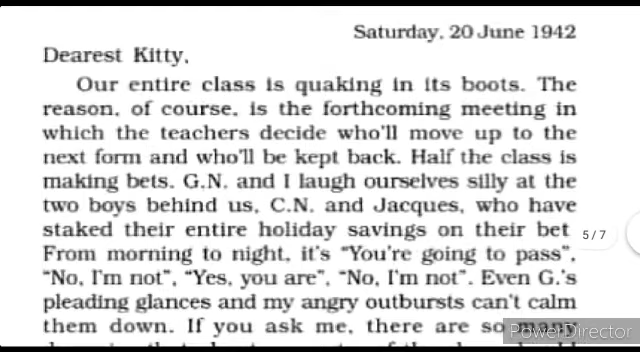 Saturday, 20 June 1942
Dearest Kitty,
Our entire class is quaking in its boots. The
reason, of course, is the forthcoming meeting in
which the teachers decide who'll move up to the
next form and who'll be kept back. Half the class is
making bets. G.N. and I laugh ourselves silly at the
two boys behind us, C.N. and Jacques, who have
staked their entire holiday savings on their bet
5/7
From morning to night, it's "You're going to pass",
"No, I'm not", "Yes, you are", "No, I'm not". Even G.'s
pleading glances and my angry outbursts can't calm
them down. If you ask me, there are so many
PowerDirector